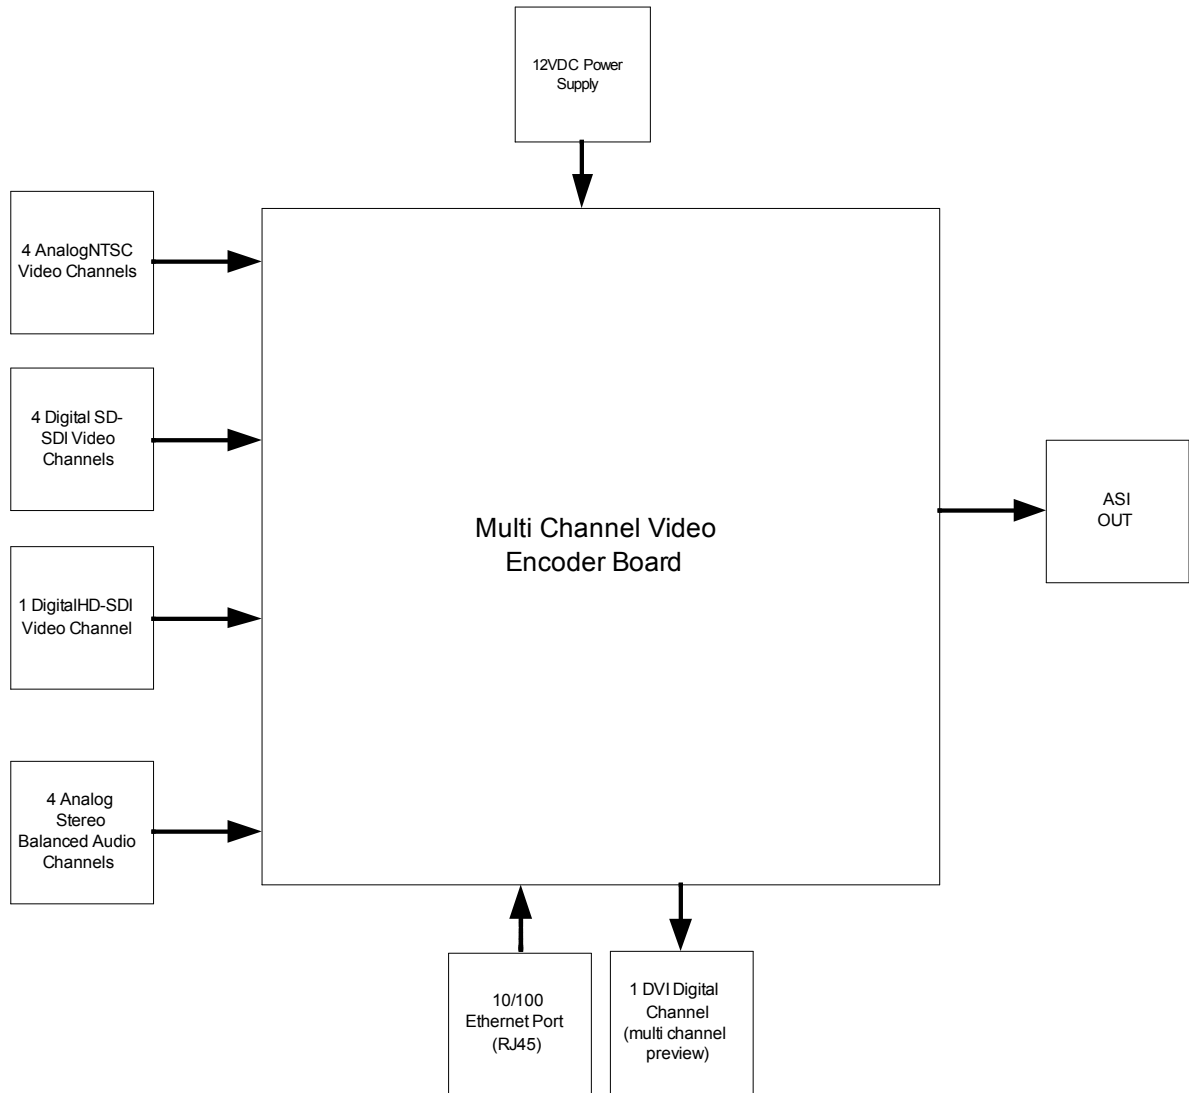 12VDC Power
Supply
4 AnalogNTSC
Video Channels
4 Digital SD-
SDI Video
Channels
Multi Channel Video
Encoder Board
ASI
OUT
1 DigitalHD-SDI
Video Channel
4 Analog
Stereo
Balanced Audio
Channels
10/100
Ethernet Port
(RJ45)
1 DVI Digital
Channel
(multi channel
preview)